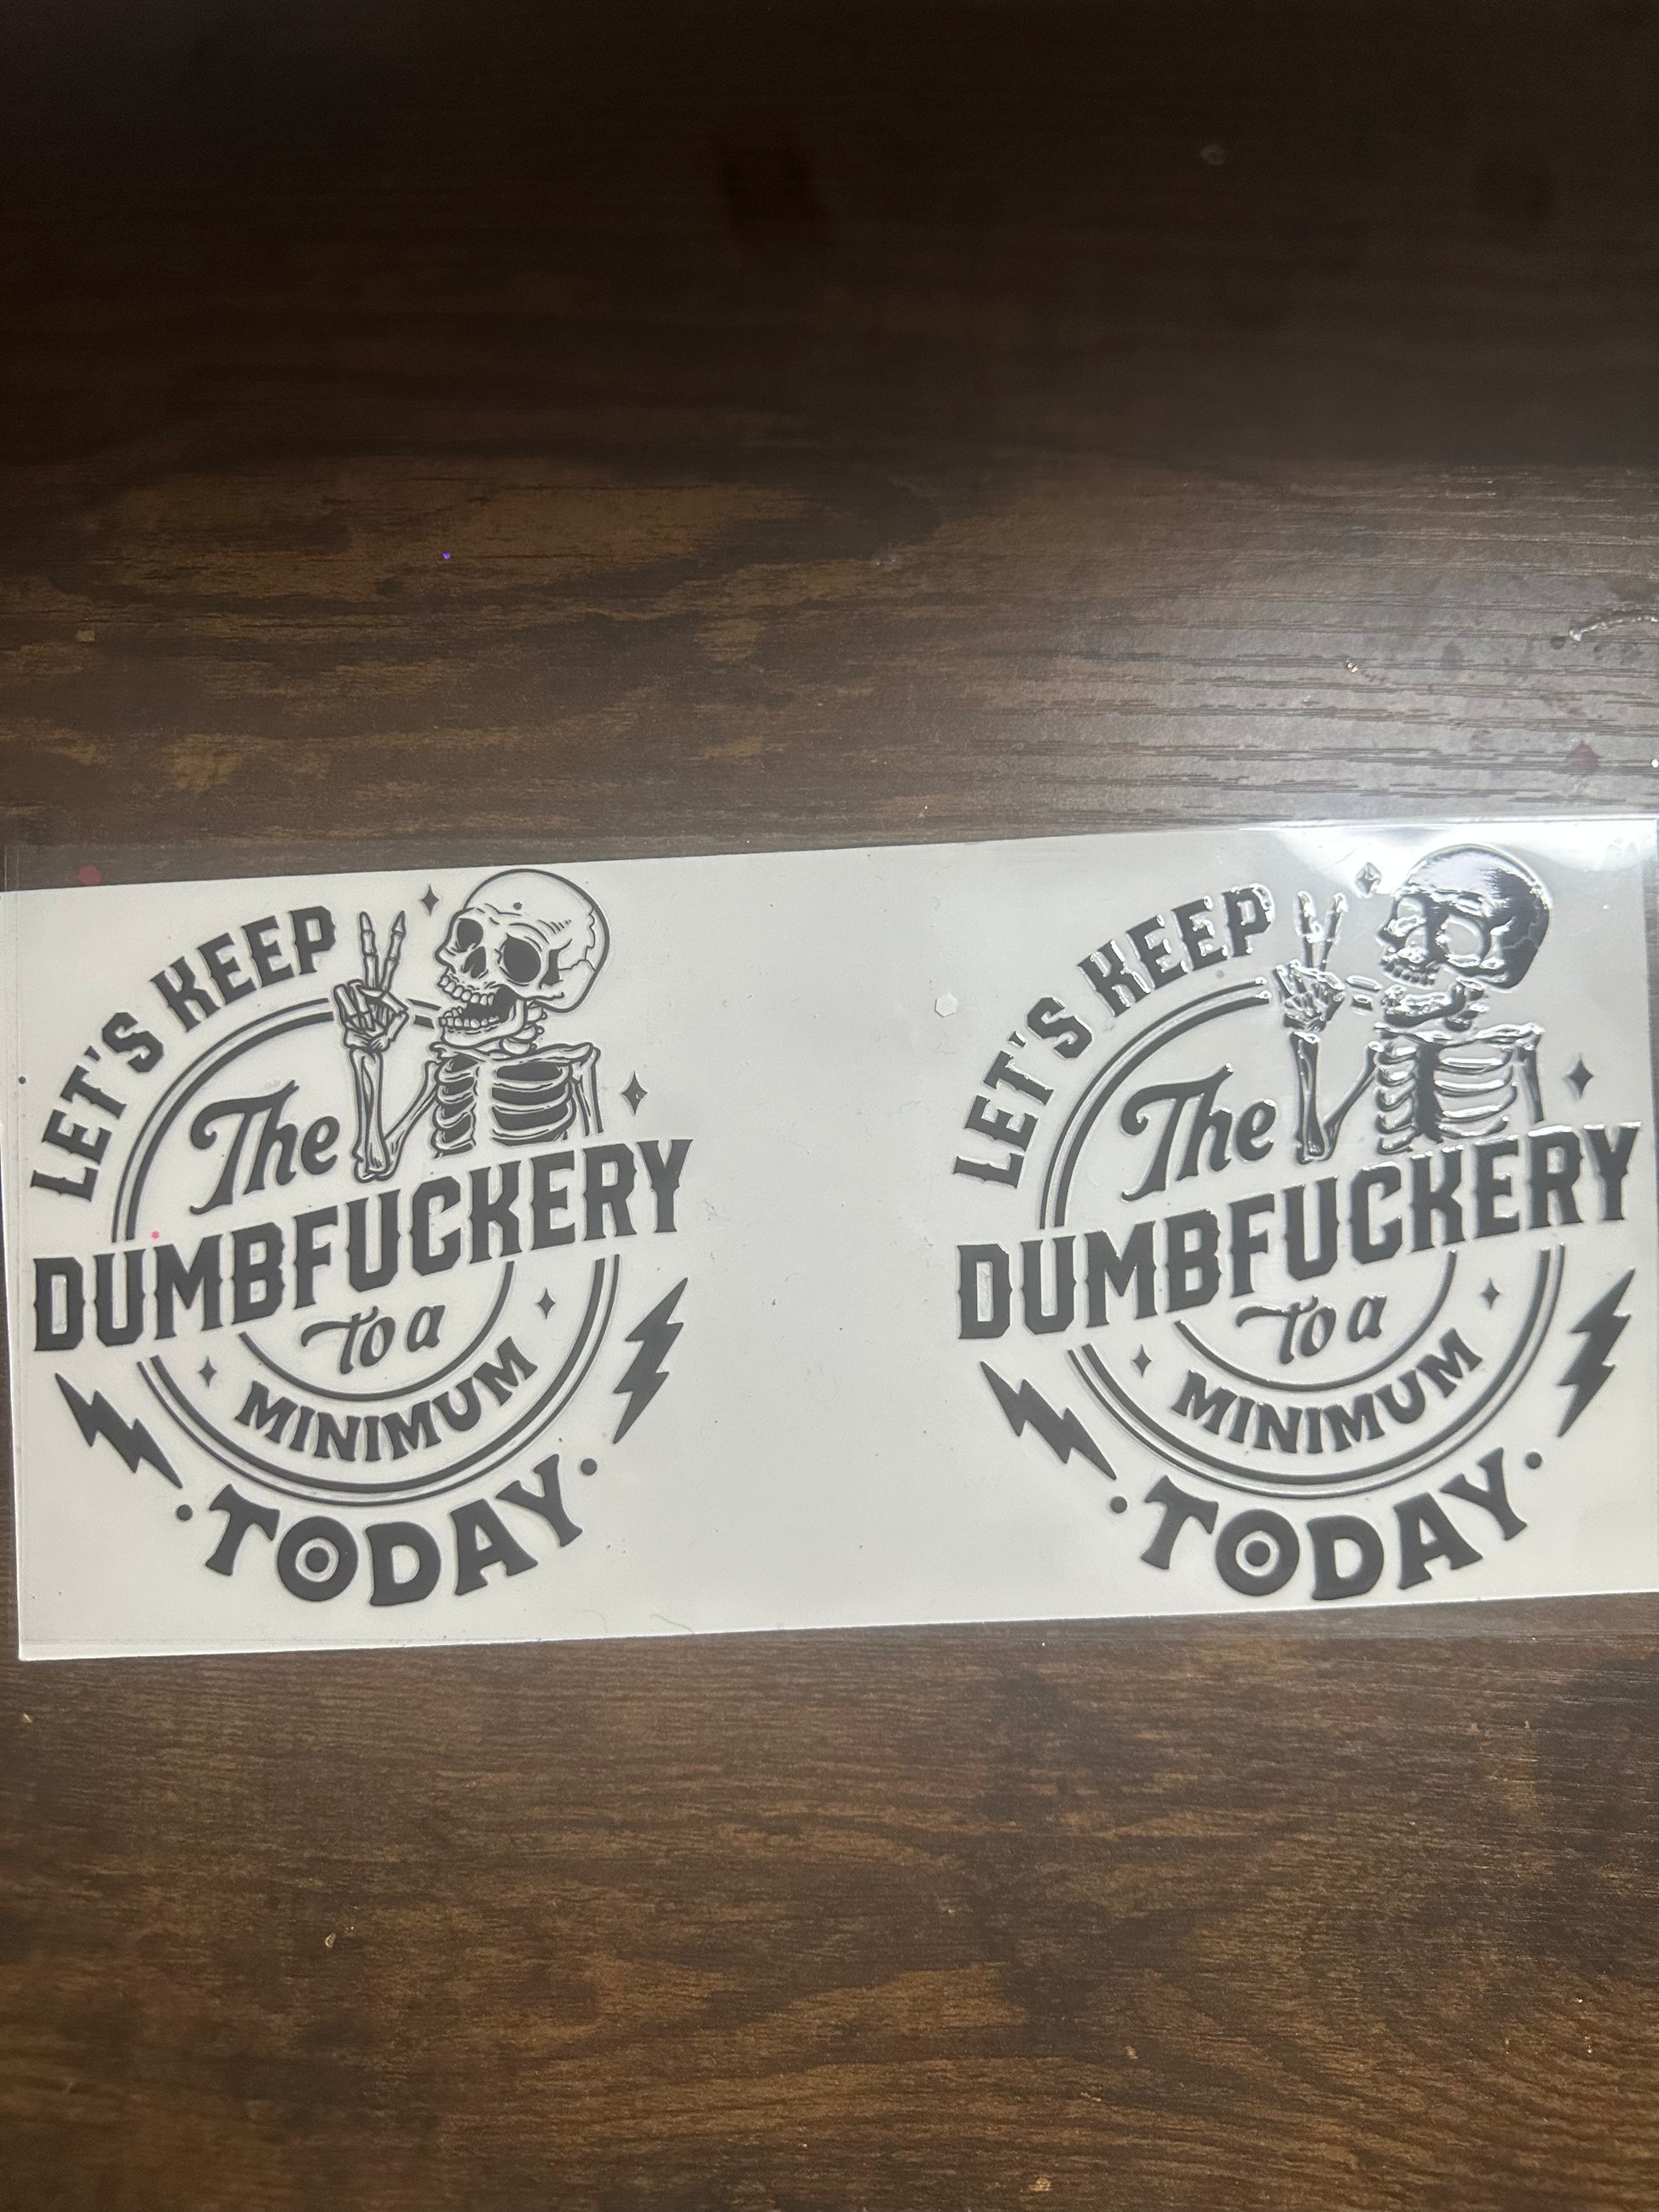 LET'S KEEP
The
DUMBFUCKERY
to a
MINIMUM
TODAY
LET'S KEEP
The
DUMBFUCKERY
to a
MINIMUM
TODAY